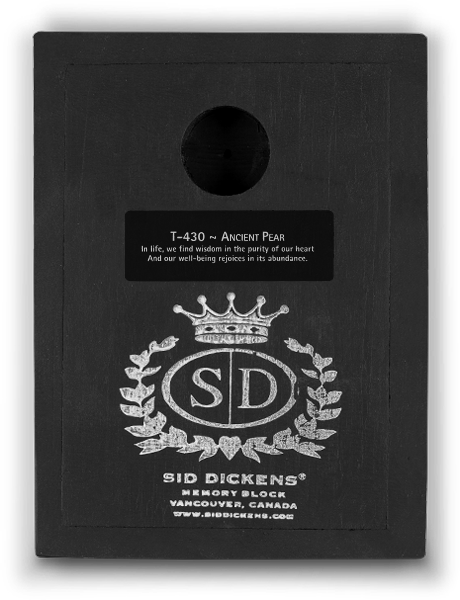 T-430 ~ Ancient Pear
In life, we find wisdom in the purity of our heart
And our well-being rejoices in its abundance.
SD
SID DICKENS®
MEMORY BLOCK
VANCOUVER, CANADA
WWW.SIDDICKENS.COM